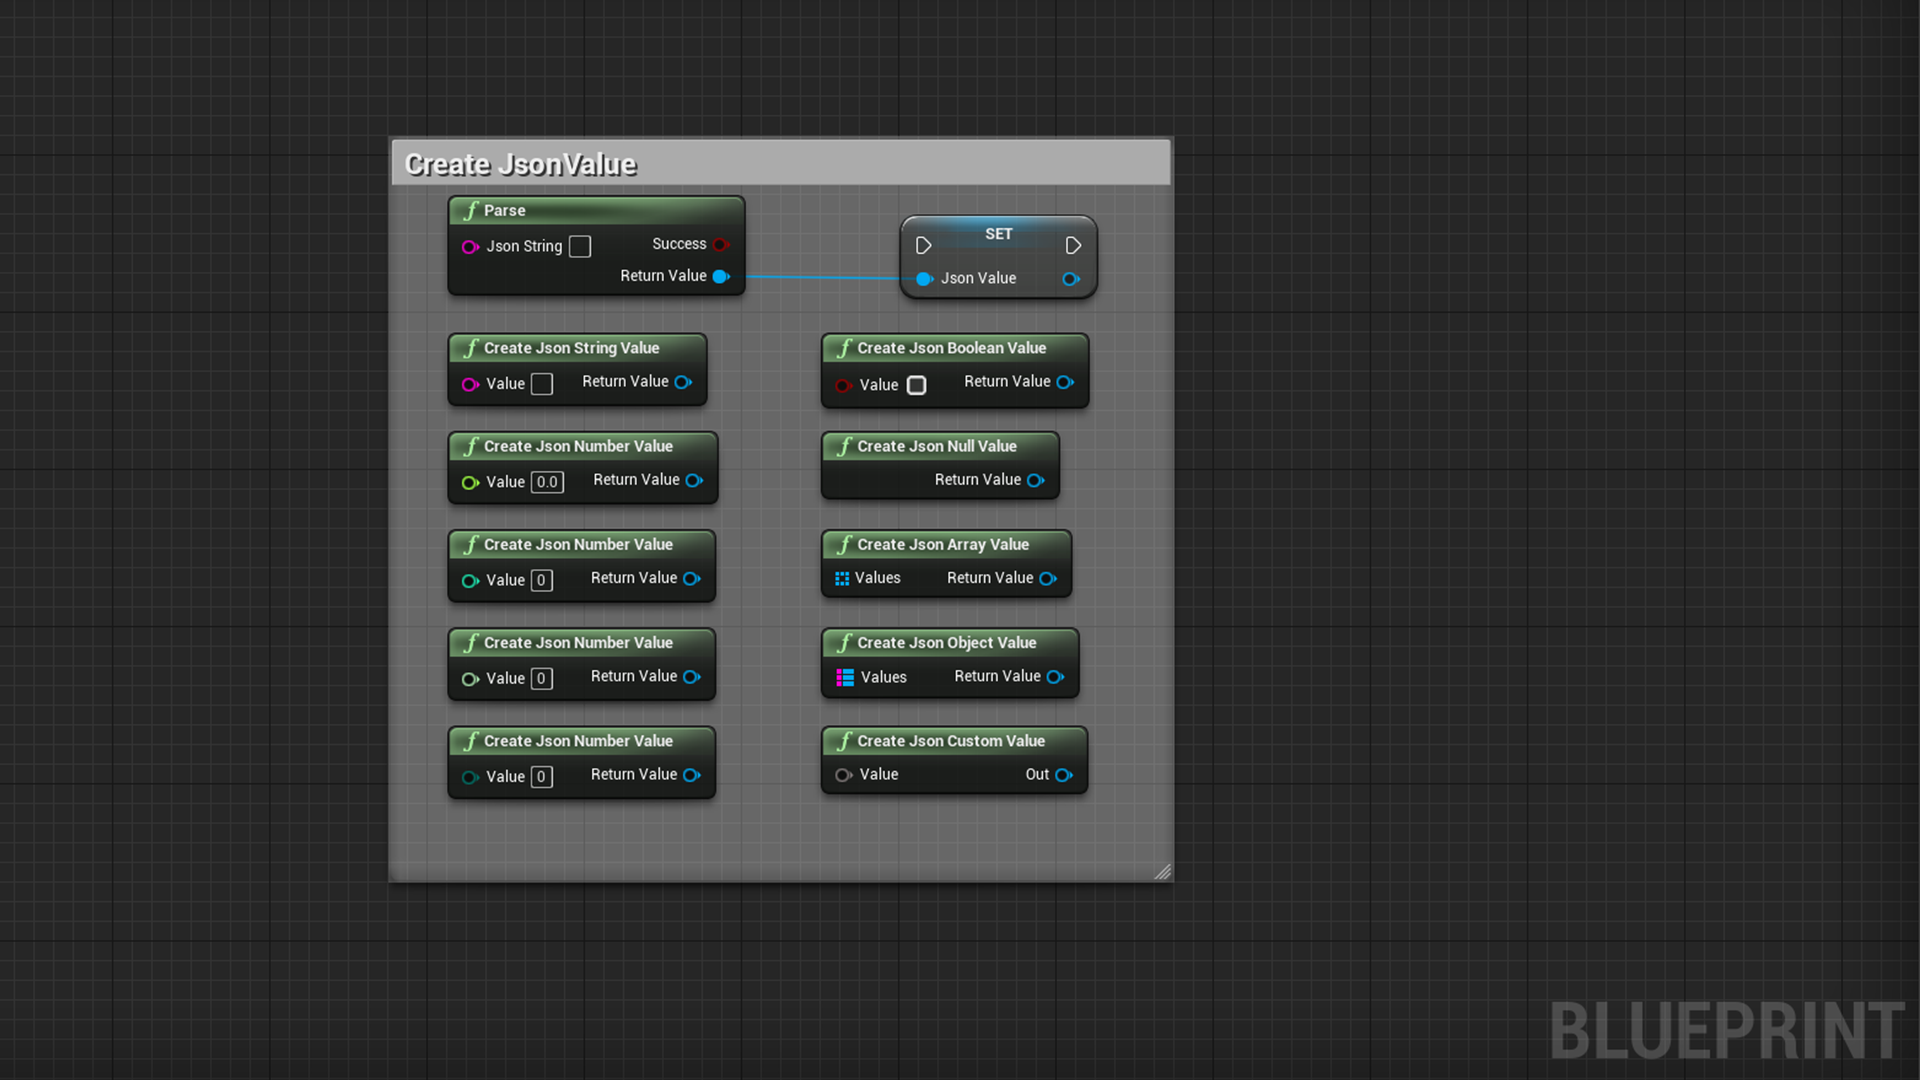 Create JsonValue
f Parse
Json String
Success
Return Value
SET
Json Value
f Create Json String Value
Value
Return Value
f Create Json Boolean Value
Value
Return Value
f Create Json Number Value
Value 0.0
Return Value
f Create Json Null Value
Return Value
f Create Json Number Value
Value 0
Return Value
f Create Json Array Value
Values
Return Value
f Create Json Number Value
Value 0
Return Value
f Create Json Object Value
Values
Return Value
f Create Json Number Value
Value 0
Return Value
f Create Json Custom Value
Value
Out
BLUEPRINT